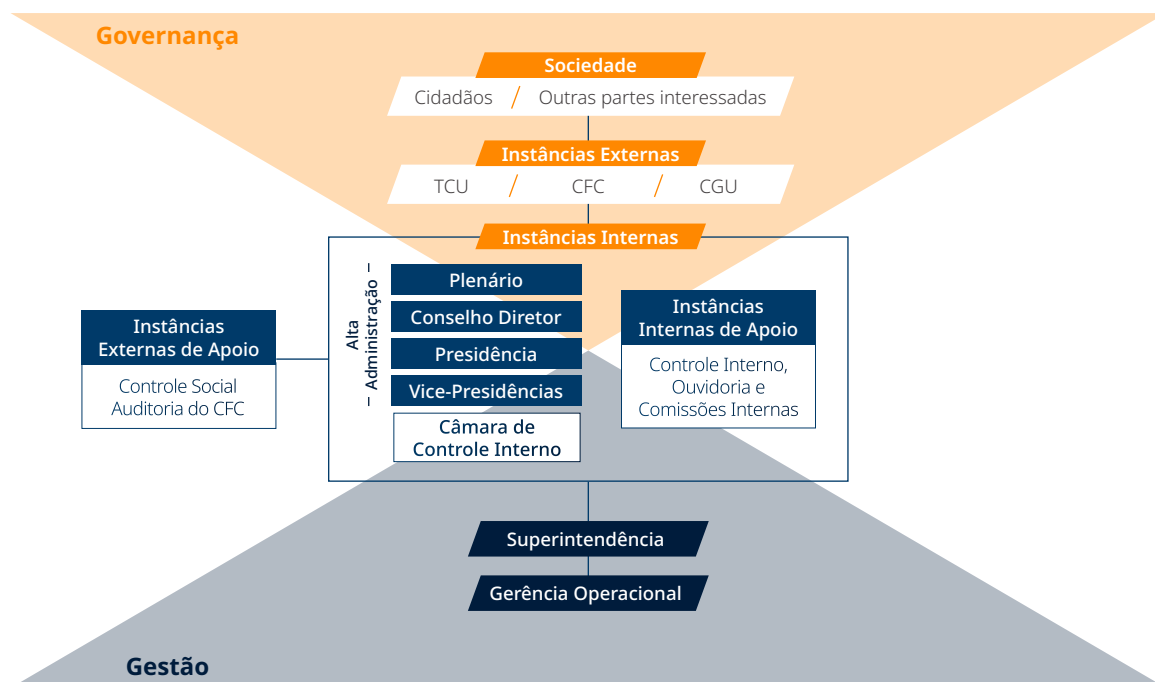 Governança
Sociedade
Cidadãos / Outras partes interessadas
Instâncias Externas
TCU / CFC / CGU
Instâncias Internas
Alta
Administração
Plenário
Conselho Diretor
Presidência
Vice-Presidências
Câmara de
Controle Interno
Instâncias
Internas de Apoio
Controle Interno,
Ouvidoria e
Comissões Internas
Instâncias
Externas de Apoio
Controle Social
Auditoria do CFC
Superintendência
Gerência Operacional
Gestão